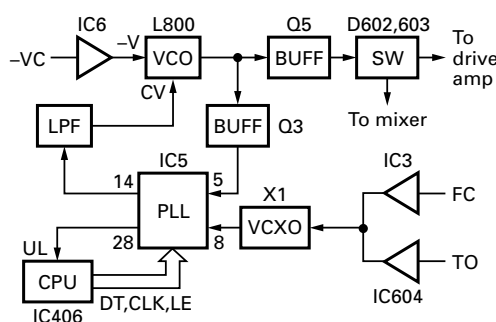 IC6 L800 Q5 D602,603
–VC –V VCO BUFF SW To drive amp
CV
LPF BUFF Q3 To mixer
IC5 IC3
14 5 X1
PLL VCXO FC
28 8
UL
CPU TO
DT,CLK,LE
IC406 IC604